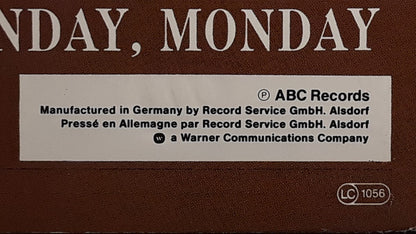 NDAY, MONDAY
Ⓟ ABC Records
Manufactured in Germany by Record Service GmbH. Alsdorf
Pressé en Allemagne par Record Service GmbH. Alsdorf
a Warner Communications Company
LC 1056